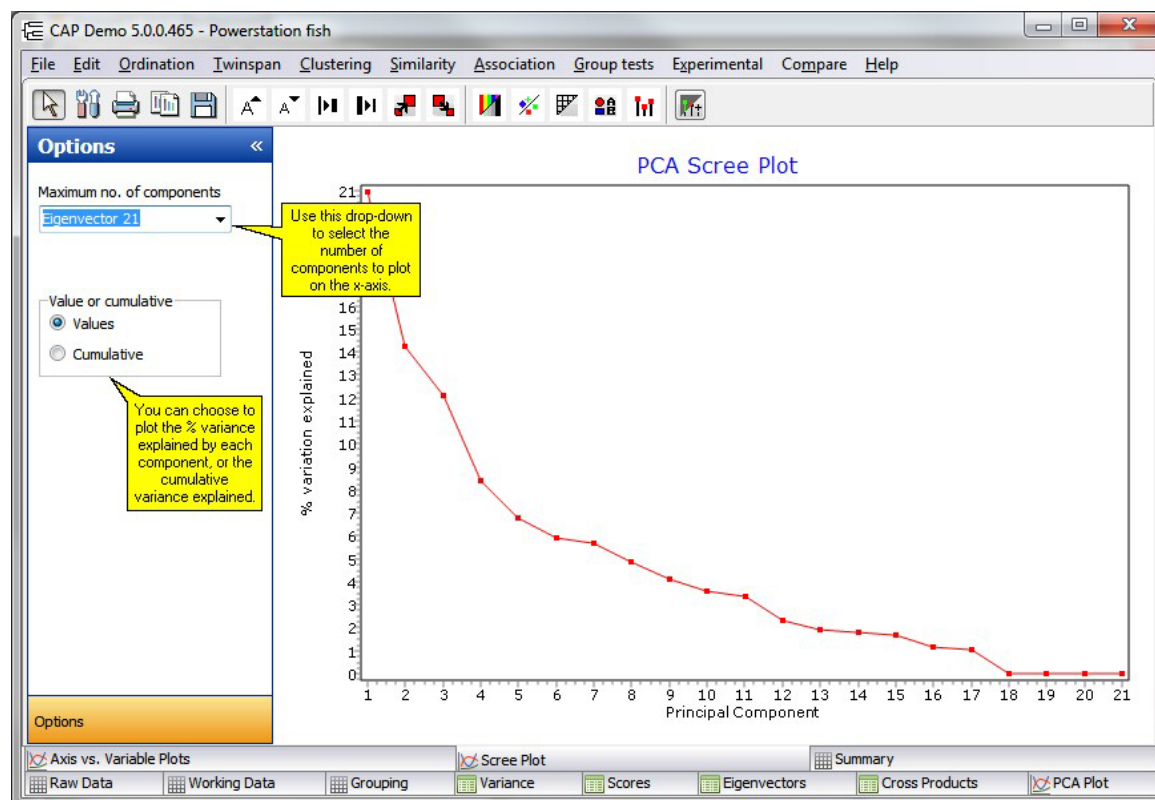 CAP Demo 5.0.0.465 - Powerstation fish
File Edit Ordination Twinspan Clustering Similarity Association Group tests Experimental Compare Help
Options «
Maximum no. of components
Eigenvector 21
Use this drop-down
to select the
number of
components to plot
on the x-axis.
Value or cumulative
Values
Cumulative
You can choose to
plot the % variance
explained by each
component, or the
cumulative
variance explained.
Options
PCA Scree Plot
% variation explained
21
16
15
14
13
12
11
10
9
8
7
6
5
4
3
2
1
0
1 2 3 4 5 6 7 8 9 10 11 12 13 14 15 16 17 18 19 20 21
Principal Component
Axis vs. Variable Plots Scree Plot Summary
Raw Data Working Data Grouping Variance Scores Eigenvectors Cross Products PCA Plot